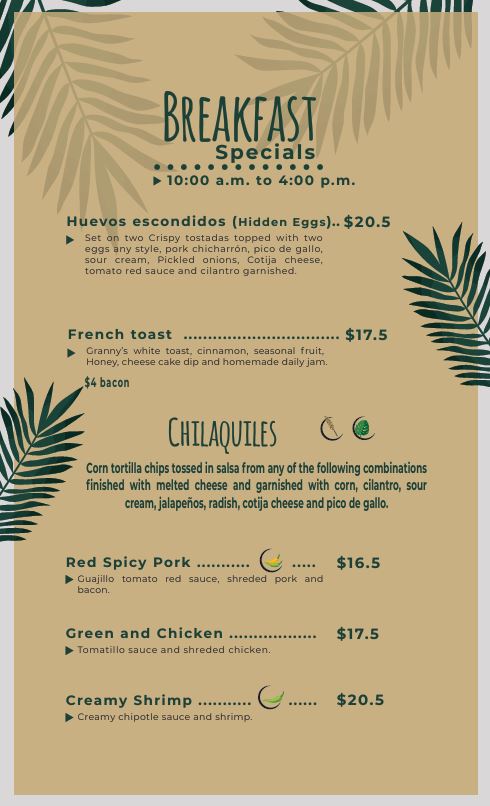 Breakfast
Specials
10:00 a.m. to 4:00 p.m.
Huevos escondidos (Hidden Eggs).. $20.5
Set on two Crispy tostadas topped with two
eggs any style, pork chicharrón, pico de gallo,
sour cream, Pickled onions, Cotija cheese,
tomato red sauce and cilantro garnished.
French toast ................................ $17.5
Granny's white toast, cinnamon, seasonal fruit,
Honey, cheese cake dip and homemade daily jam.
$4 bacon
Chilaquiles
Corn tortilla chips tossed in salsa from any of the following combinations
finished with melted cheese and garnished with corn, cilantro, sour
cream, jalapeños, radish, cotija cheese and pico de gallo.
Red Spicy Pork ........... ..... $16.5
Guajillo tomato red sauce, shreded pork and
bacon.
Green and Chicken .................. $17.5
Tomatillo sauce and shredded chicken.
Creamy Shrimp ........... ...... $20.5
Creamy chipotle sauce and shrimp.